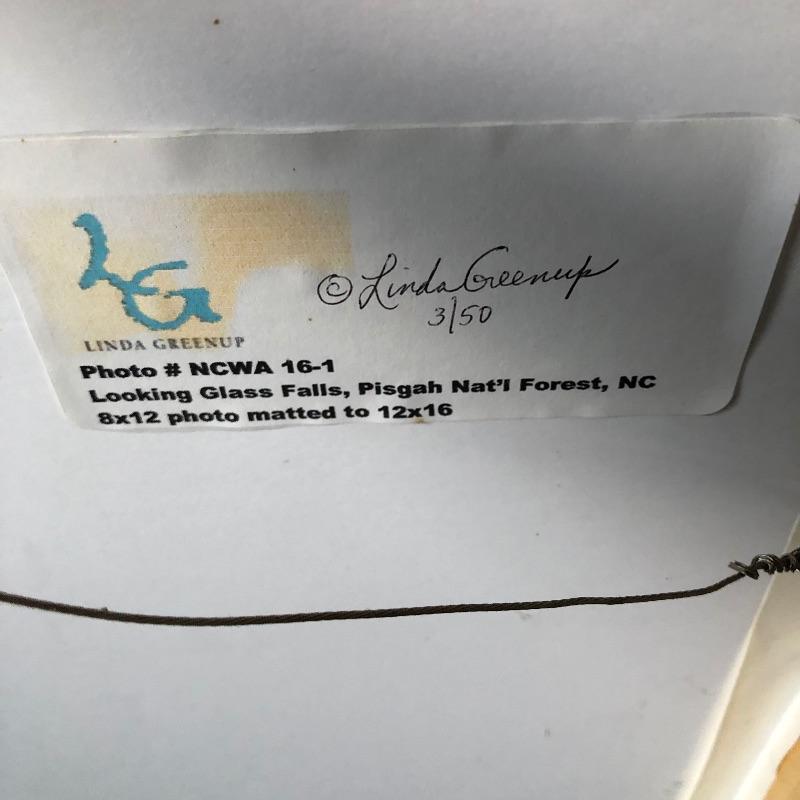 LG
© Linda Greenup
3/50
LINDA GREENUP
Photo # NCWA 16-1
Looking Glass Falls, Pisgah Nat'l Forest, NC
8x12 photo matted to 12x16